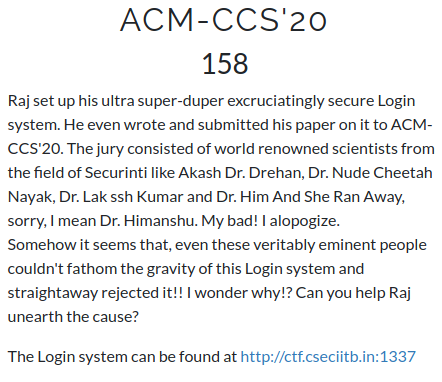 ACM-CCS'20
158
Raj set up his ultra super-duper excruciatingly secure Login
system. He even wrote and submitted his paper on it to ACM-
CCS'20. The jury consisted of world renowned scientists from
the field of Securinti like Akash Dr. Drehan, Dr. Nude Cheetah
Nayak, Dr. Lak ssh Kumar and Dr. Him And She Ran Away,
sorry, I mean Dr. Himanshu. My bad! I alopogize.
Somehow it seems that, even these veritably eminent people
couldn't fathom the gravity of this Login system and
straightaway rejected it!! I wonder why!? Can you help Raj
unearth the cause?
The Login system can be found at http://ctf.cseciitb.in:1337